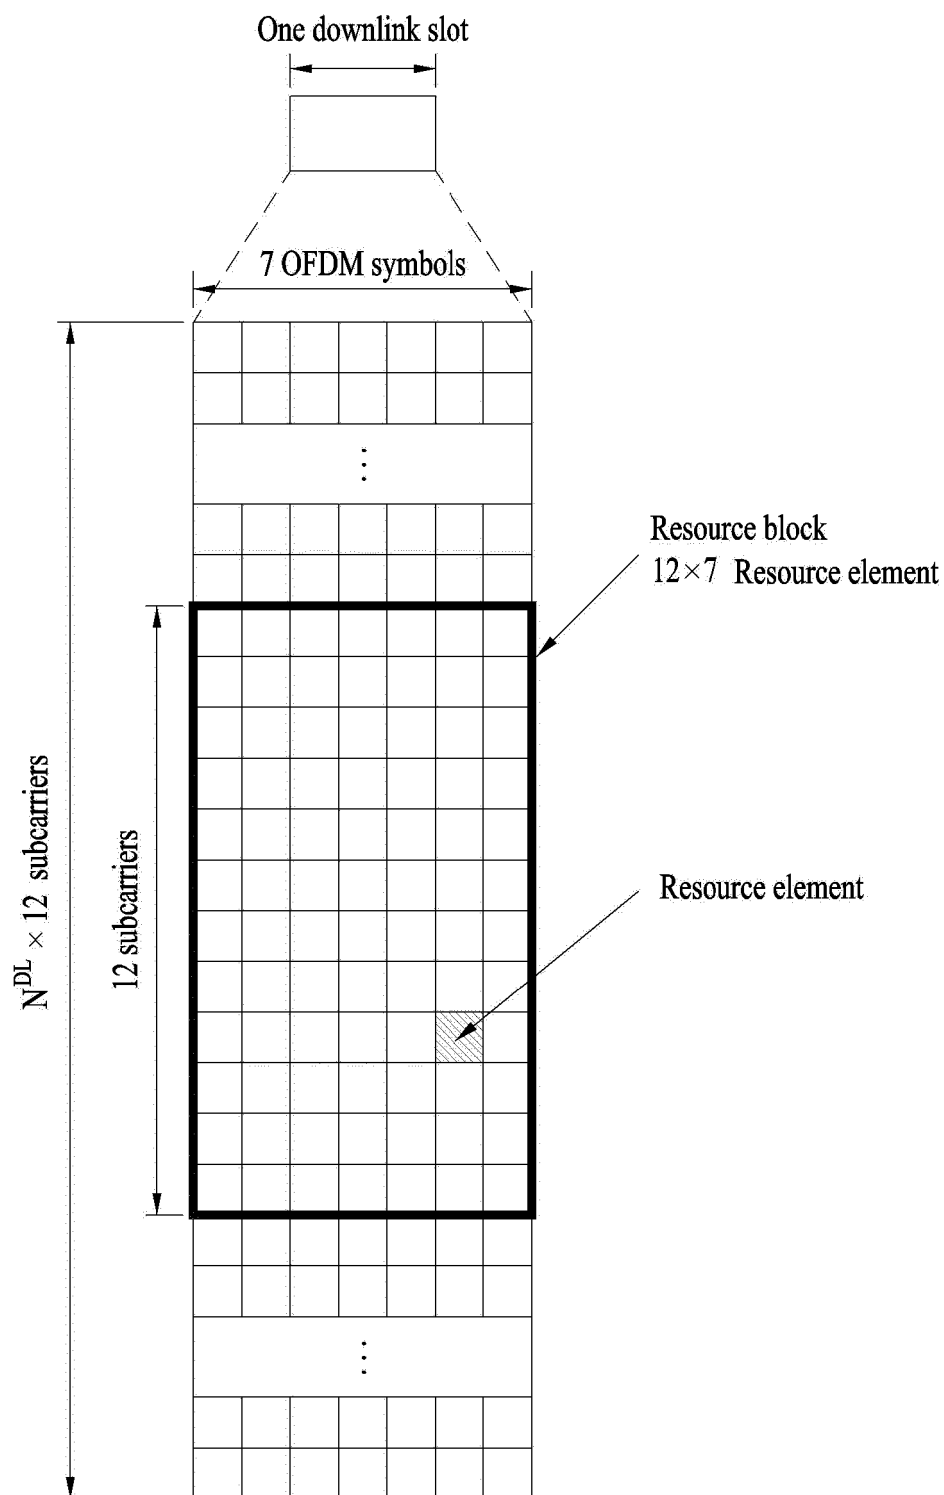 One downlink slot
7 OFDM symbols
Resource block
12×7 Resource element
N^DL × 12 subcarriers
12 subcarriers
Resource element